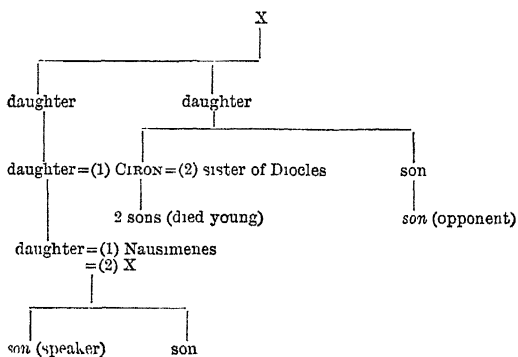 X
daughter daughter
daughter=(1) CIRON=(2) sister of Diocles son
2 sons (died young) son (opponent)
daughter=(1) Nausimenes
=(2) X
son (speaker) son